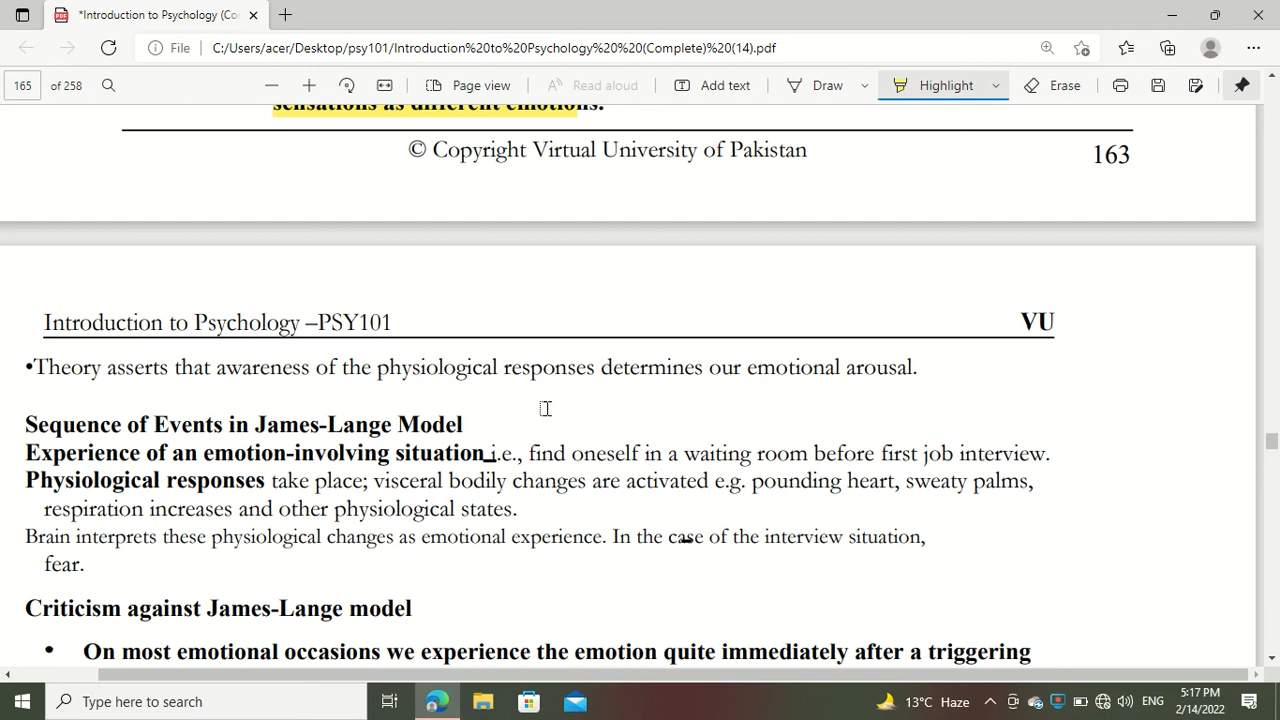 *Introduction to Psychology (Co
File C:/Users/acer/Desktop/psy101/Introduction%20to%20Psychology%20%20(Complete)%20(14).pdf
165 of 258 Page view Read aloud Add text Draw Highlight Erase
sensations as different emotions.
© Copyright Virtual University of Pakistan 163
Introduction to Psychology –PSY101 VU
•Theory asserts that awareness of the physiological responses determines our emotional arousal.
Sequence of Events in James-Lange Model
Experience of an emotion-involving situation i.e., find oneself in a waiting room before first job interview.
Physiological responses take place; visceral bodily changes are activated e.g. pounding heart, sweaty palms,
respiration increases and other physiological states.
Brain interprets these physiological changes as emotional experience. In the case of the interview situation,
fear.
Criticism against James-Lange model
• On most emotional occasions we experience the emotion quite immediately after a triggering
Type here to search 13°C Haze ENG 5:17 PM
2/14/2022